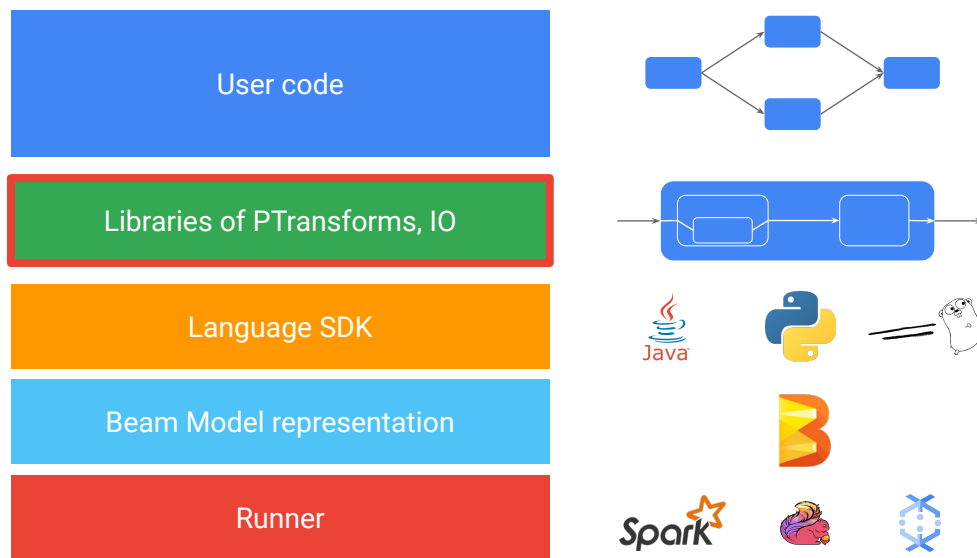 User code
Libraries of PTransforms, IO
Language SDK
Java
Beam Model representation
Runner
Spark